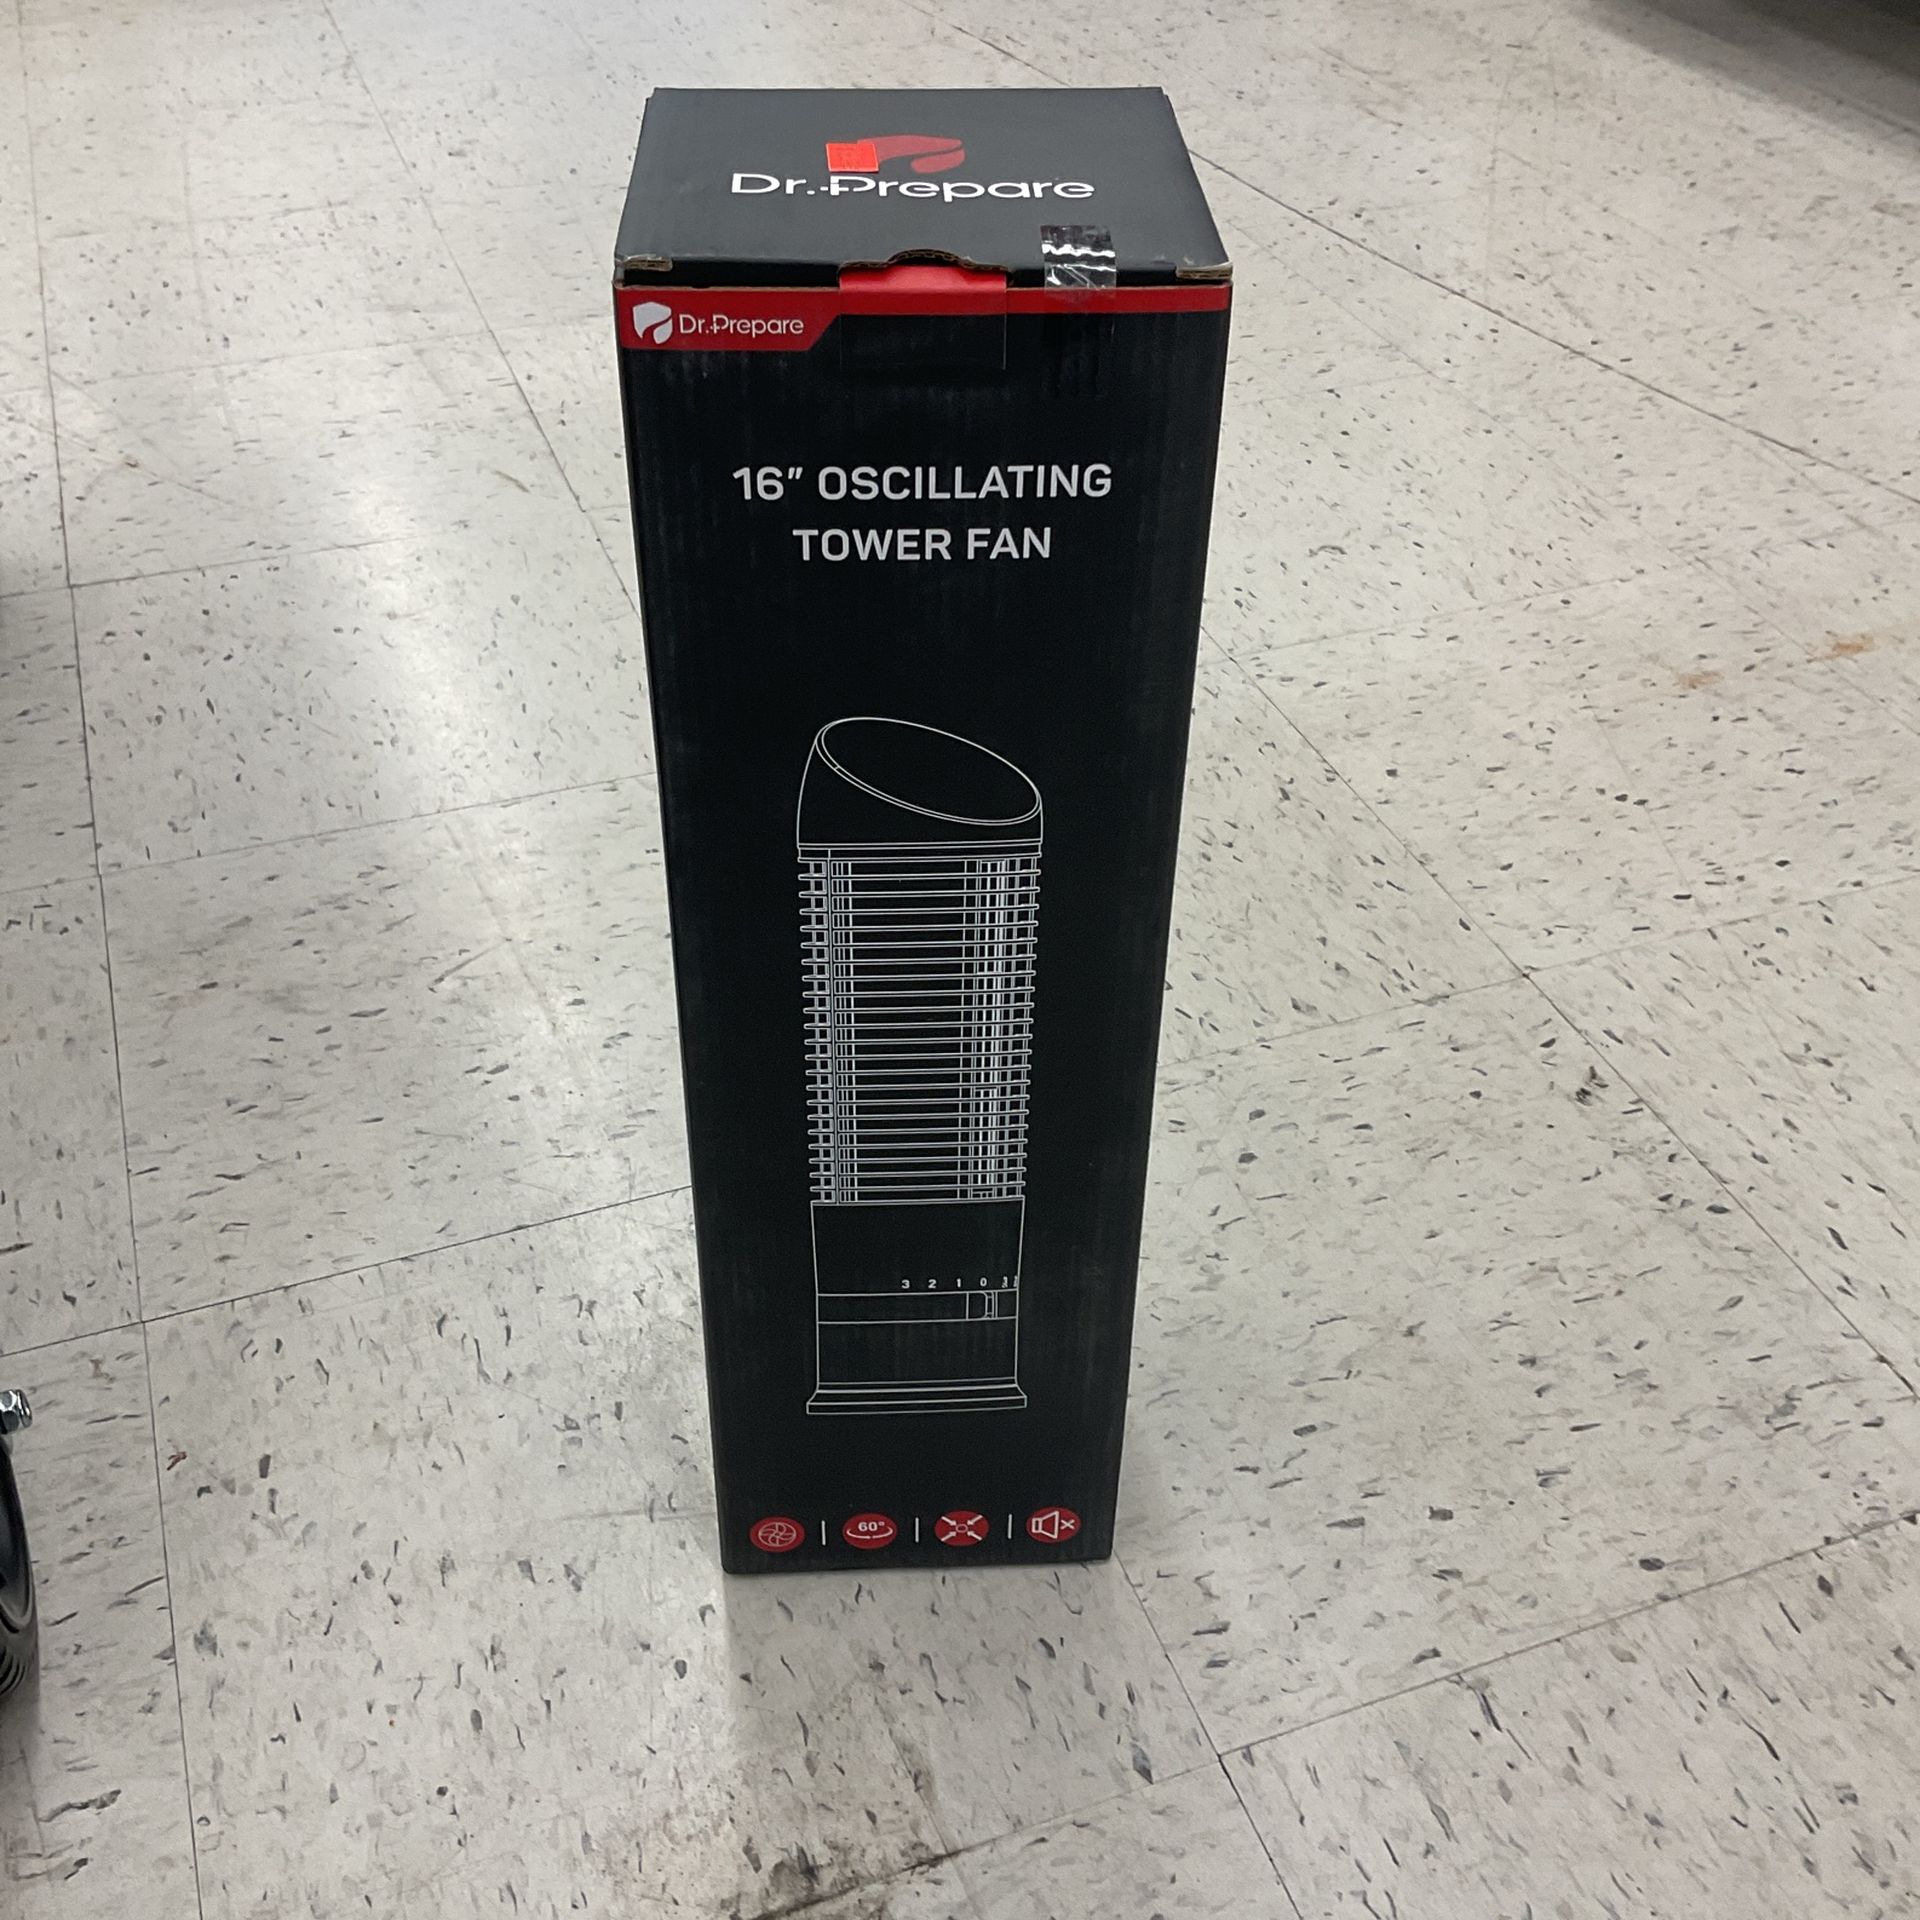 Dr.Prepare
Dr.Prepare
16" OSCILLATING
TOWER FAN
3 2 1 0
60°